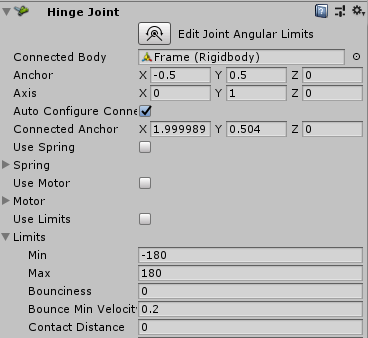 Hinge Joint
Edit Joint Angular Limits
Connected Body Frame (Rigidbody)
Anchor X -0.5 Y 0.5 Z 0
Axis X 0 Y 1 Z 0
Auto Configure Conne
Connected Anchor X 1.999989 Y 0.504 Z 0
Use Spring
Spring
Use Motor
Motor
Use Limits
Limits
Min -180
Max 180
Bounciness 0
Bounce Min Velocit 0.2
Contact Distance 0